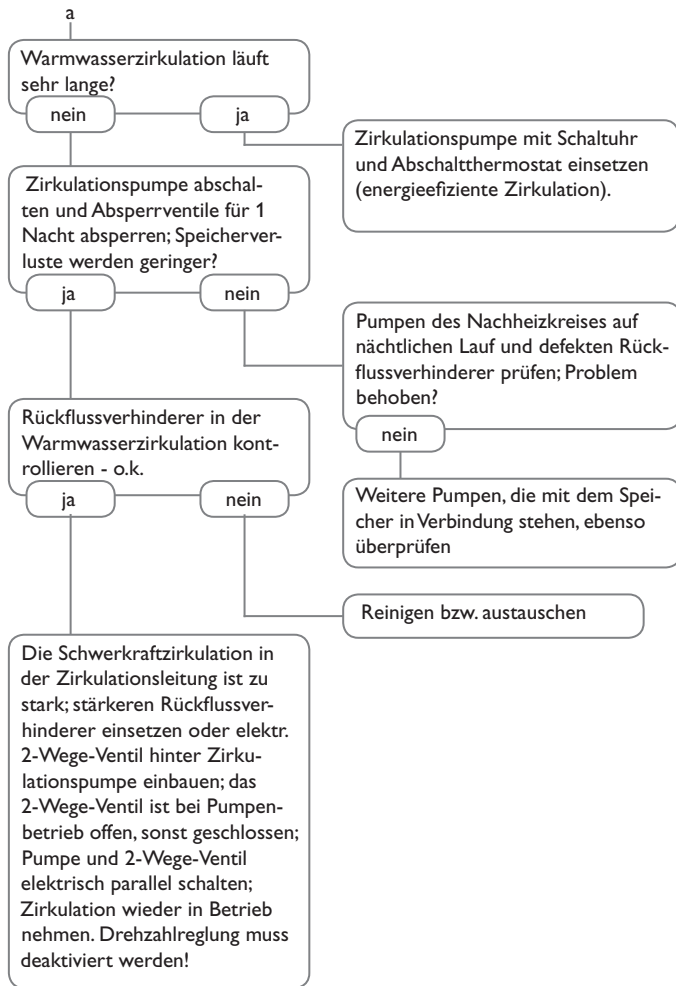 a
Warmwasserzirkulation läuft
sehr lange?
nein
ja
Zirkulationspumpe mit Schaltuhr
und Abschaltthermostat einsetzen
(energieefiziente Zirkulation).
Zirkulationspumpe abschal-
ten und Absperrventile für 1
Nacht absperren; Speicherver-
luste werden geringer?
ja
nein
Pumpen des Nachheizkreises auf
nächtlichen Lauf und defekten Rück-
flussverhinderer prüfen; Problem
behoben?
nein
Weitere Pumpen, die mit dem Spei-
cher in Verbindung stehen, ebenso
überprüfen
Rückflussverhinderer in der
Warmwasserzirkulation kont-
rollieren - o.k.
ja
nein
Reinigen bzw. austauschen
Die Schwerkraftzirkulation in
der Zirkulationsleitung ist zu
stark; stärkeren Rückflussver-
hinderer einsetzen oder elektr.
2-Wege-Ventil hinter Zirku-
lationspumpe einbauen; das
2-Wege-Ventil ist bei Pumpen-
betrieb offen, sonst geschlossen;
Pumpe und 2-Wege-Ventil
elektrisch parallel schalten;
Zirkulation wieder in Betrieb
nehmen. Drehzahlreglung muss
deaktiviert werden!